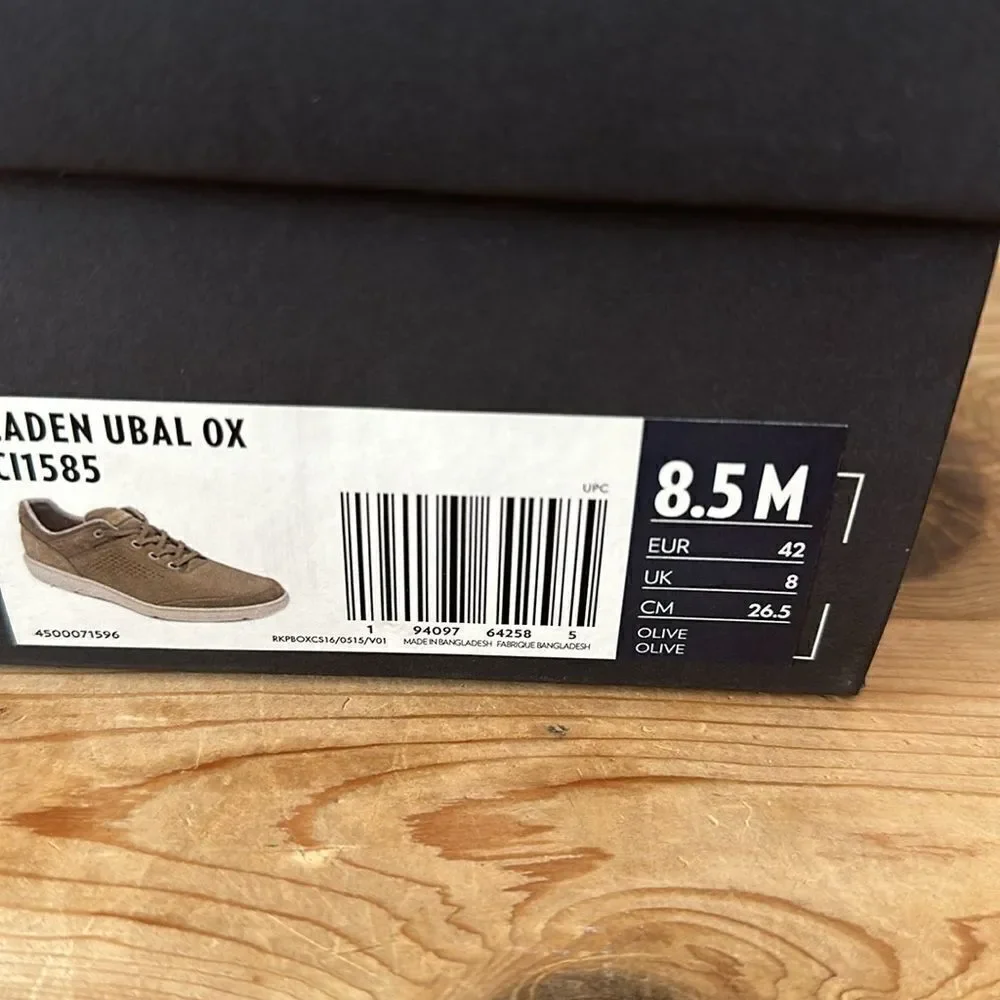 ADEN UBAL OX
CI1585
UPC
1 94097 64258 5
4500071596
RKPBOXCS16/0515/V01 MADE IN BANGLADESH FABRIQUE BANGLADESH
8.5 M
EUR 42
UK 8
CM 26.5
OLIVE
OLIVE